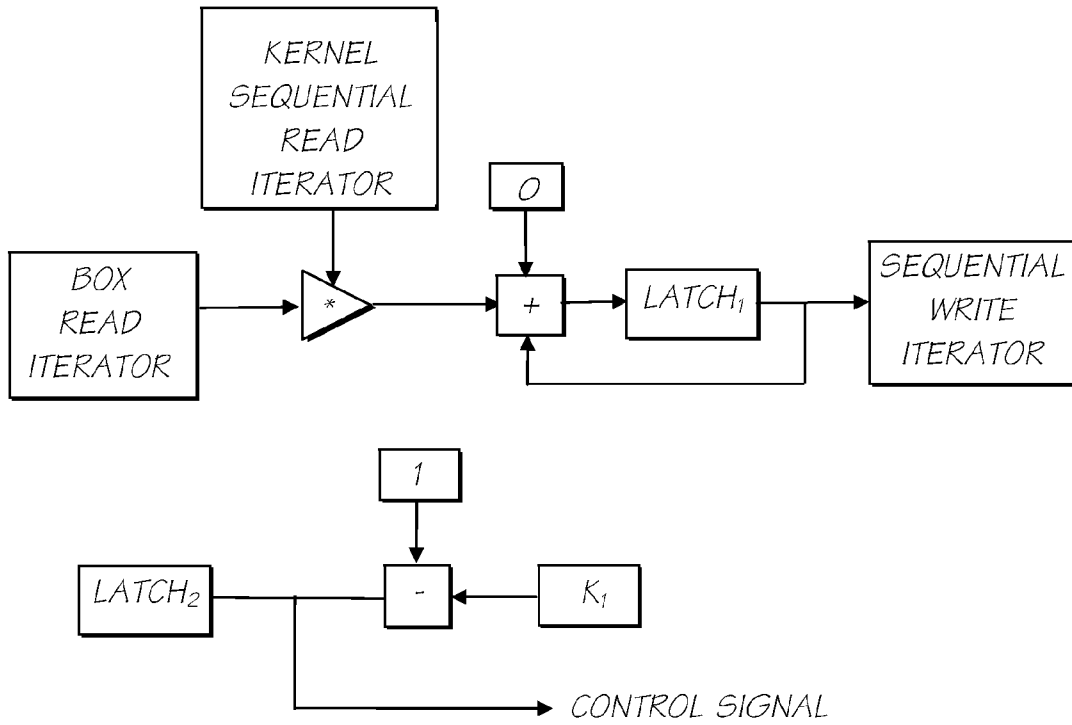 KERNEL
SEQUENTIAL
READ
ITERATOR
0
BOX
READ
ITERATOR
*
+
LATCH₁
SEQUENTIAL
WRITE
ITERATOR
1
LATCH₂
-
K₁
CONTROL SIGNAL